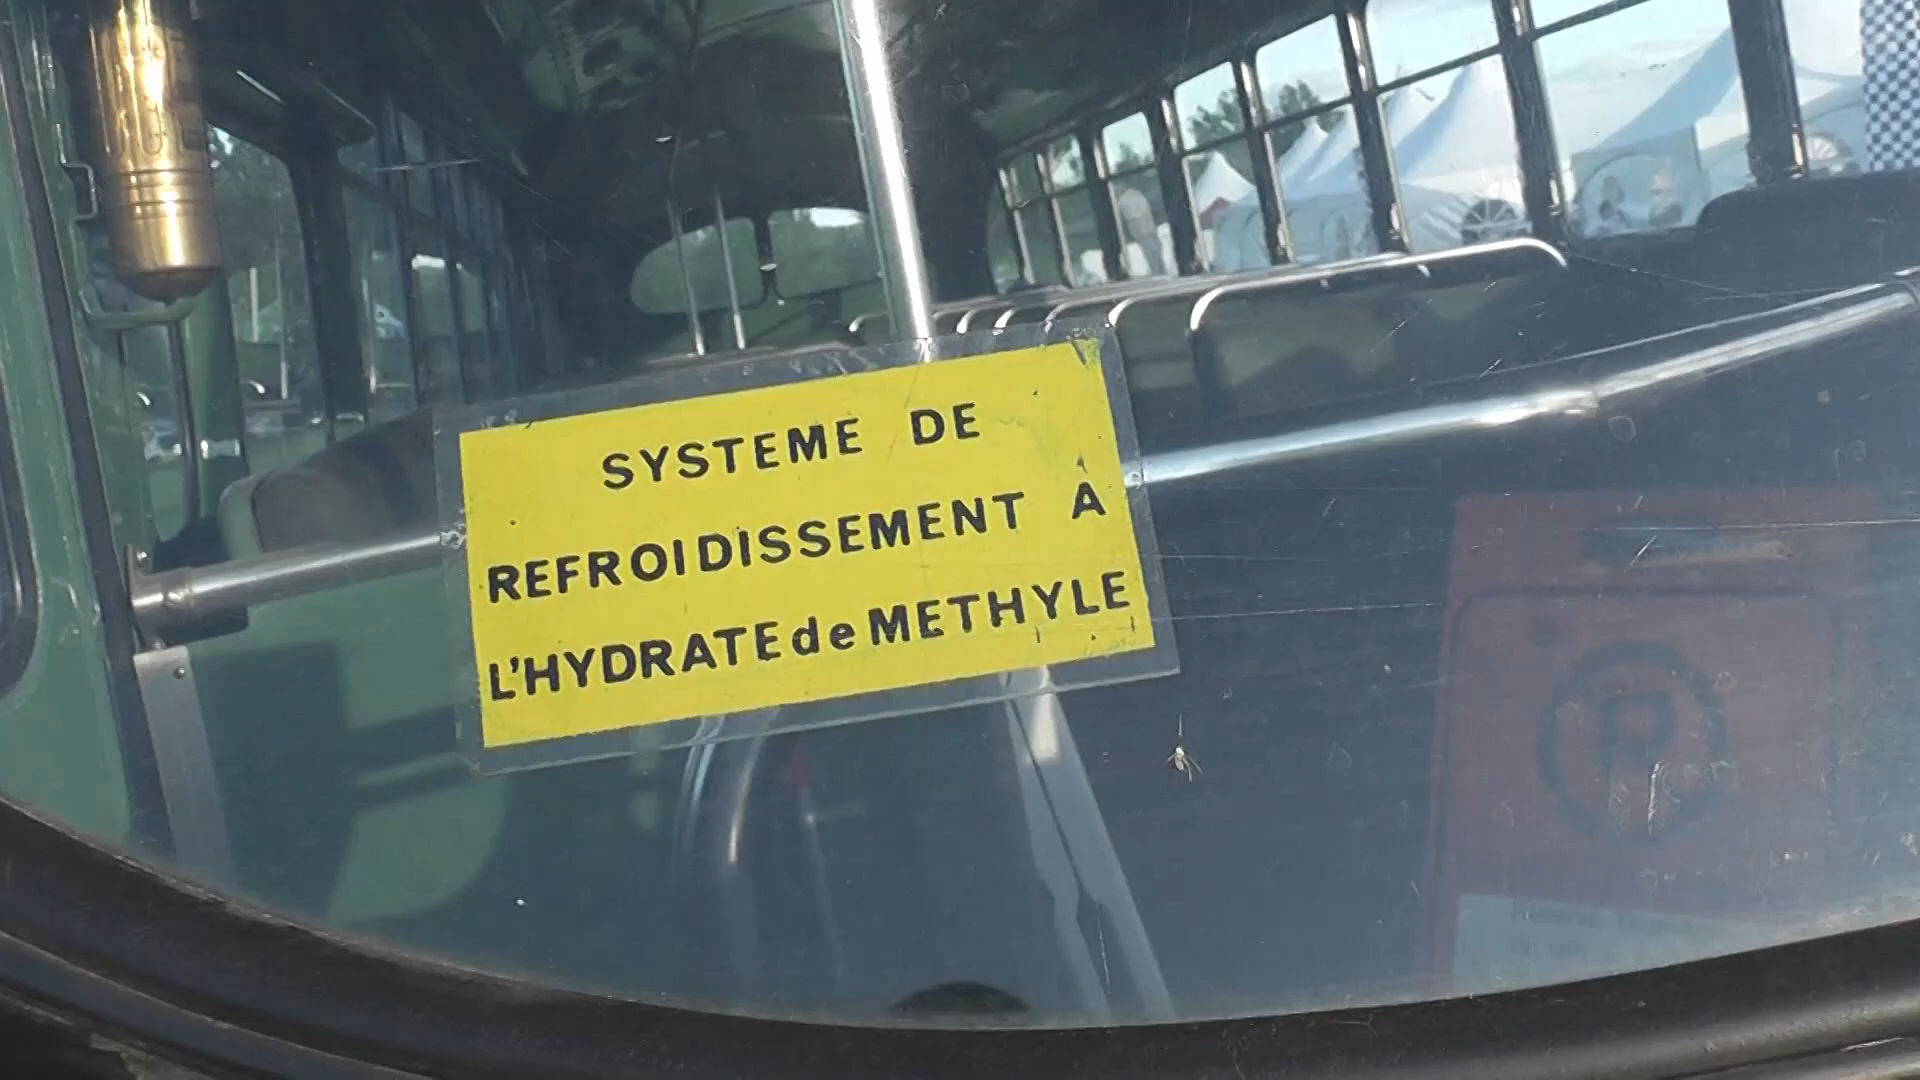 SYSTEME DE
REFROIDISSEMENT A
L'HYDRATE de METHYLE
P